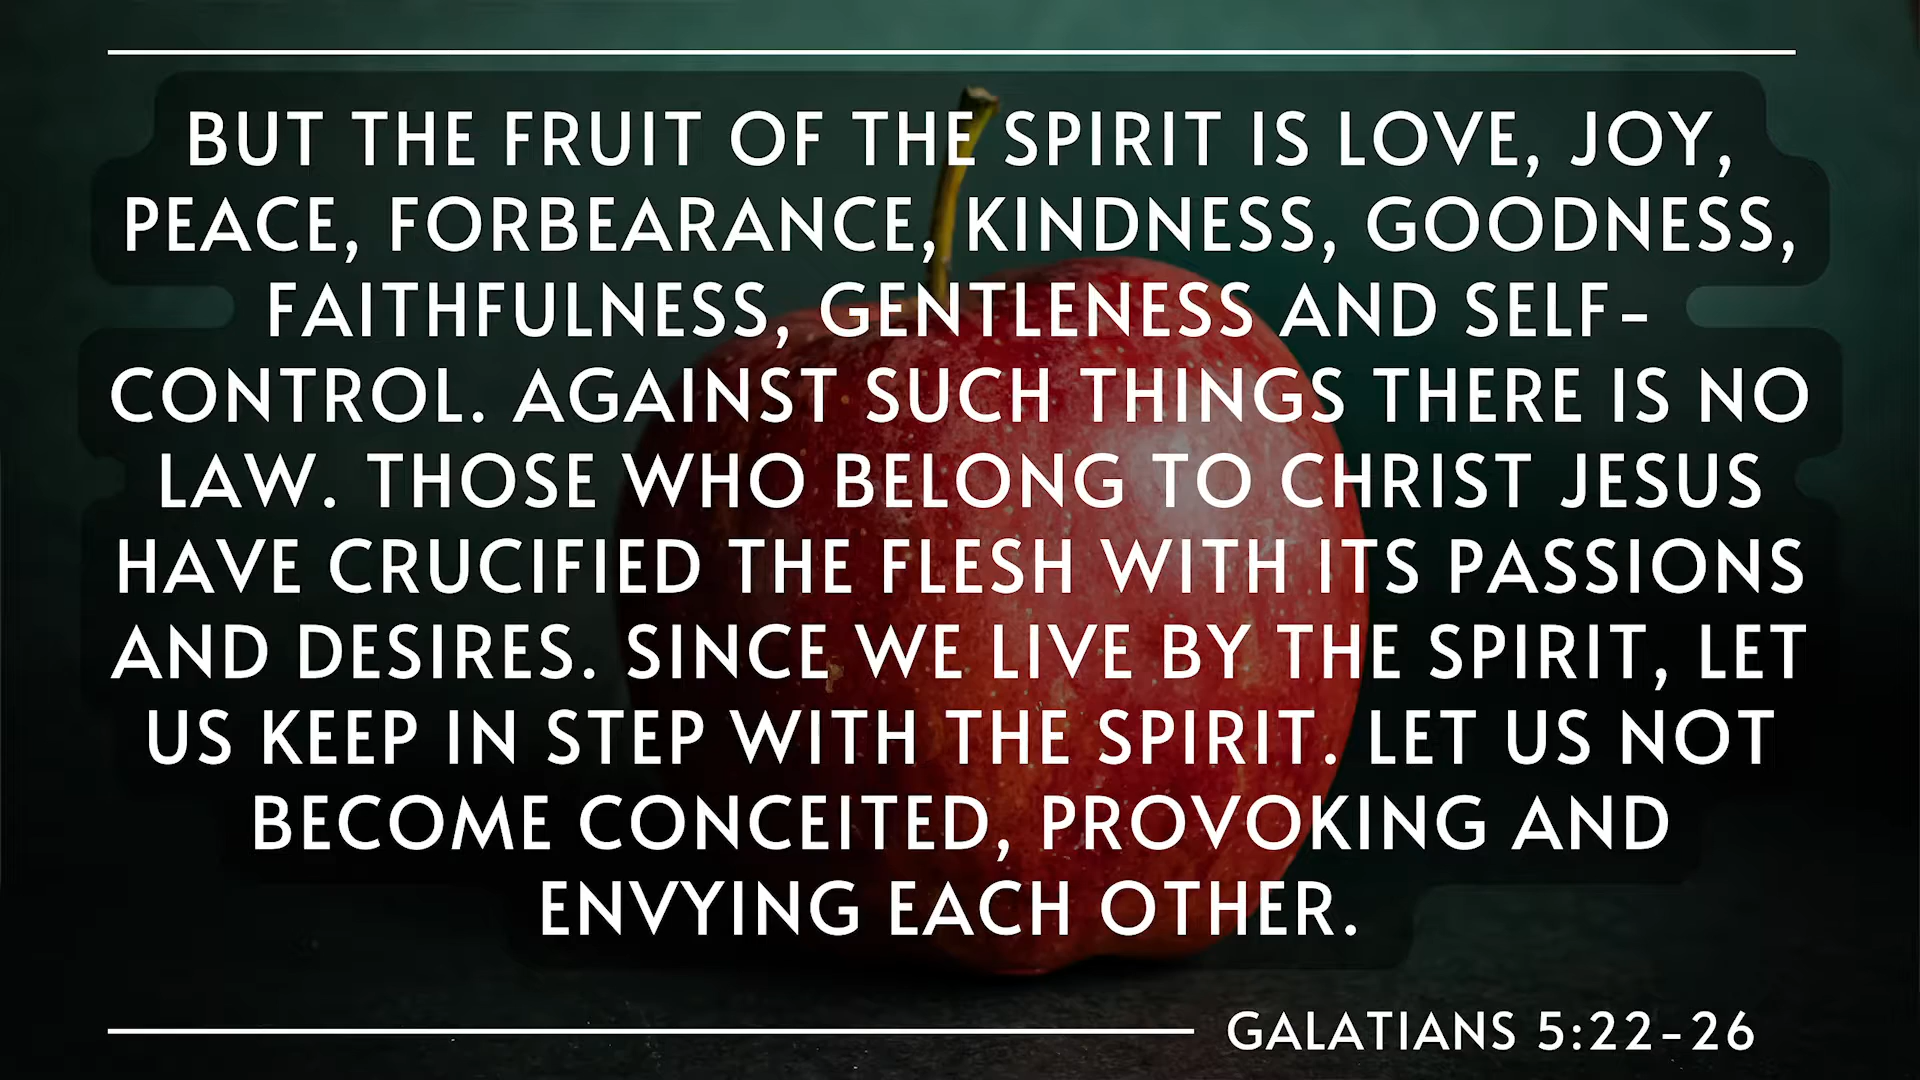 BUT THE FRUIT OF THE SPIRIT IS LOVE, JOY,
PEACE, FORBEARANCE, KINDNESS, GOODNESS,
FAITHFULNESS, GENTLENESS AND SELF-
CONTROL. AGAINST SUCH THINGS THERE IS NO
LAW. THOSE WHO BELONG TO CHRIST JESUS
HAVE CRUCIFIED THE FLESH WITH ITS PASSIONS
AND DESIRES. SINCE WE LIVE BY THE SPIRIT, LET
US KEEP IN STEP WITH THE SPIRIT. LET US NOT
BECOME CONCEITED, PROVOKING AND
ENVYING EACH OTHER.
GALATIANS 5:22-26